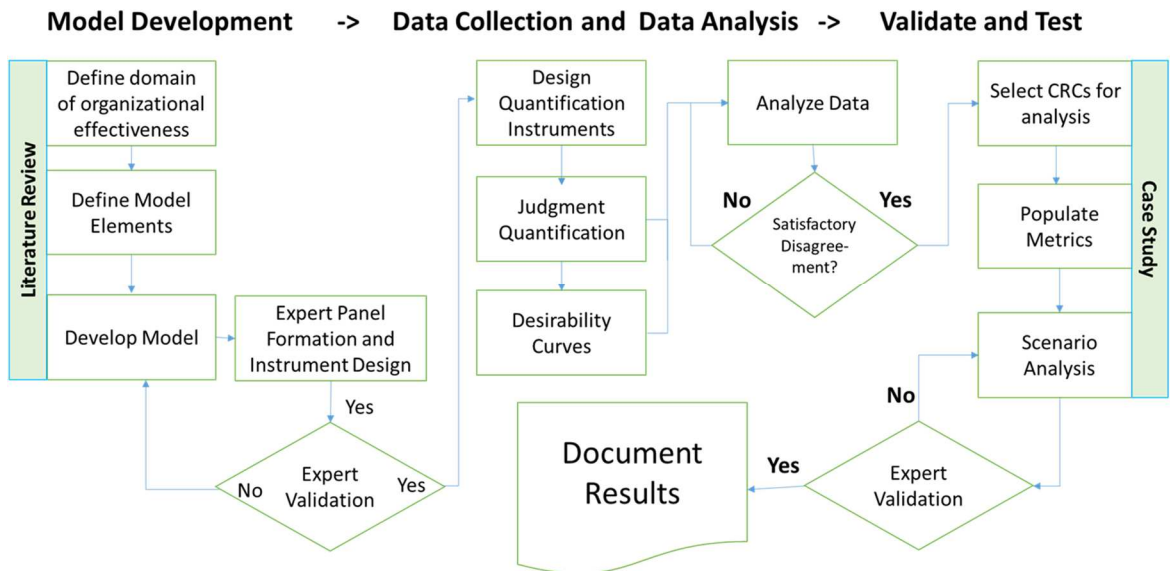 Model Development -> Data Collection and Data Analysis -> Validate and Test
Literature Review
Define domain
of organizational
effectiveness
Define Model
Elements
Develop Model
Expert Panel
Formation and
Instrument Design
Yes
Expert
Validation
No
Yes
Design
Quantification
Instruments
Judgment
Quantification
Desirability
Curves
Analyze Data
No
Yes
Satisfactory
Disagree-
ment?
Select CRCs for
analysis
Populate
Metrics
Scenario
Analysis
Case Study
No
Expert
Validation
Yes
Document
Results